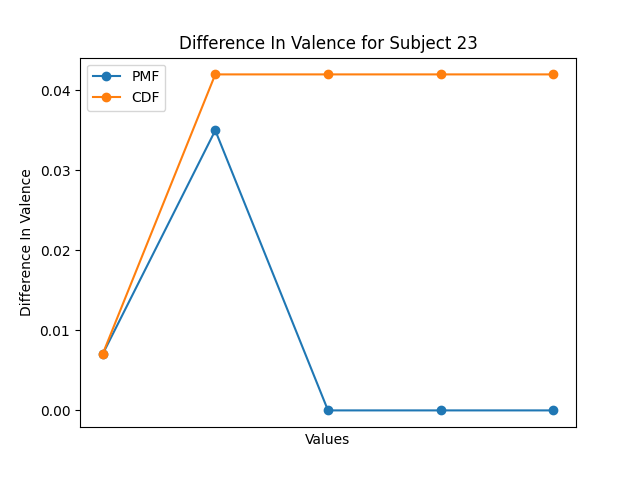 Difference In Valence for Subject 23
PMF
CDF
0.04
0.03
0.02
0.01
0.00
Difference In Valence
Values